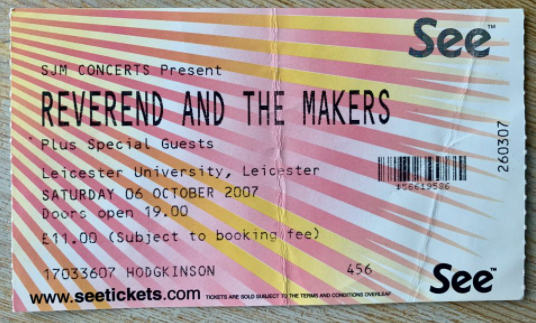 See™
SJM CONCERTS Present
REVEREND AND THE MAKERS
Plus Special Guests
Leicester University, Leicester
SATURDAY 06 OCTOBER 2007
Doors open 19.00
£11.00 (Subject to booking fee)
17033607 HODGKINSON 456
260307
See™
www.seetickets.com TICKETS ARE SOLD SUBJECT TO THE TERMS AND CONDITIONS OVERLEAF